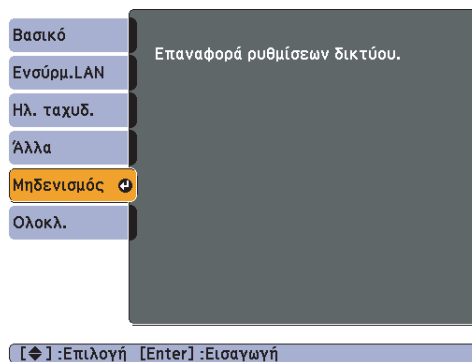 Βασικό
Επαναφορά ρυθμίσεων δικτύου.
Ενσύρμ.LAN
Ηλ. ταχυδ.
Άλλα
Μηδενισμός
Ολοκλ.
[◆] :Επιλογή [Enter] :Εισαγωγή